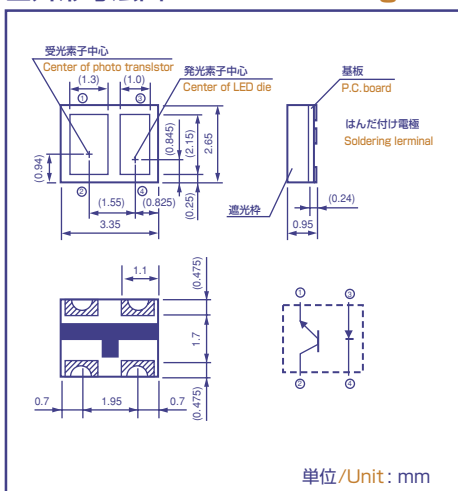 受光素子中心
Center of photo transistor
(1.3)
(1.0)
発光素子中心
Center of LED die
基板
P.C.board
はんだ付け電極
Soldering lerminal
①
③
(0.94)
(0.845)
(2.15)
2.65
②
④
(1.55)
(0.825)
(0.25)
3.35
遮光枠
(0.24)
0.95
1.1
(0.475)
1.7
(0.475)
0.7
1.95
0.7
①
③
②
④
単位/Unit : mm